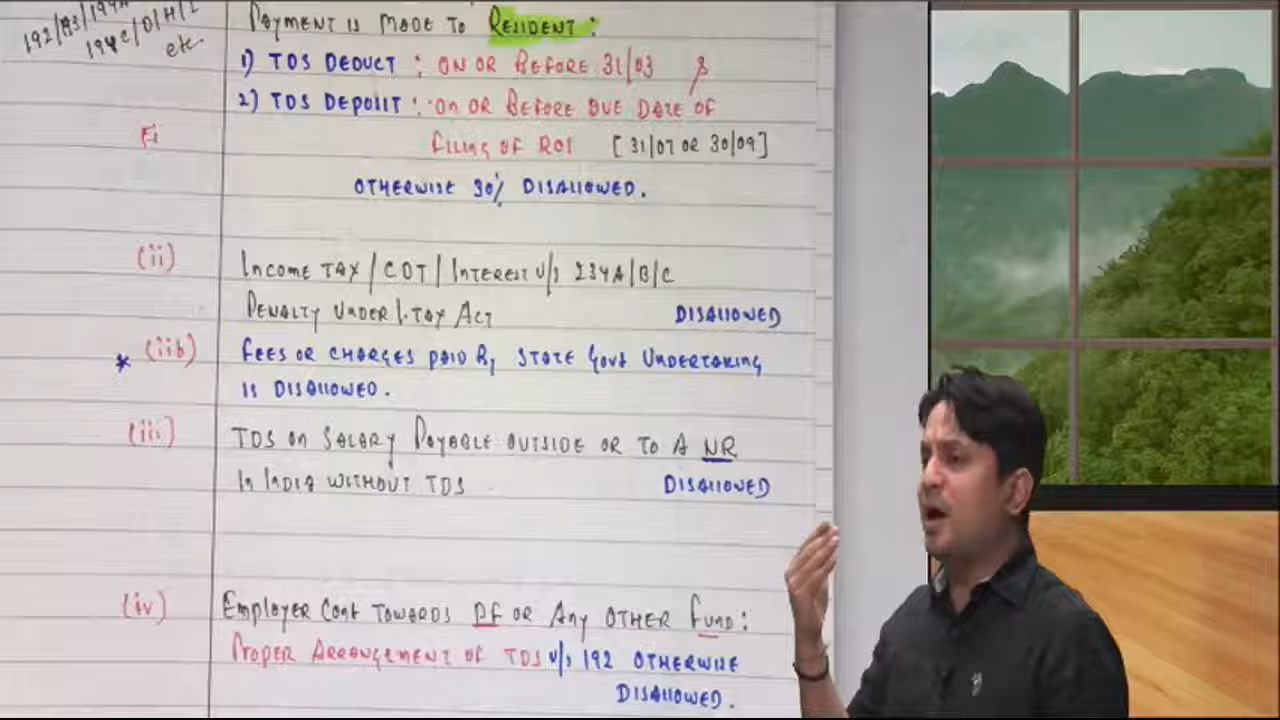 192/93/194A
194C/D/H/I
etc.
Payment is made to Resident:
1) TDS Deduct : on or before 31/03 &
2) TDS Deposit : on or before due date of
filing of ROI [31/07 or 30/09]
otherwise 30% disallowed.
(ii) Income Tax / COT / Interest u/s 234A/B/C
Penalty under I.Tax Act Disallowed
* (iib) Fees or charges paid by State Govt Undertaking
is disallowed.
(iii) TDS on Salary Payable outside or to a NR
In India without TDS Disallowed
(iv) Employer Cont towards PF or Any other Fund:
Proper Arrangement of TDS u/s 192 otherwise
Disallowed.